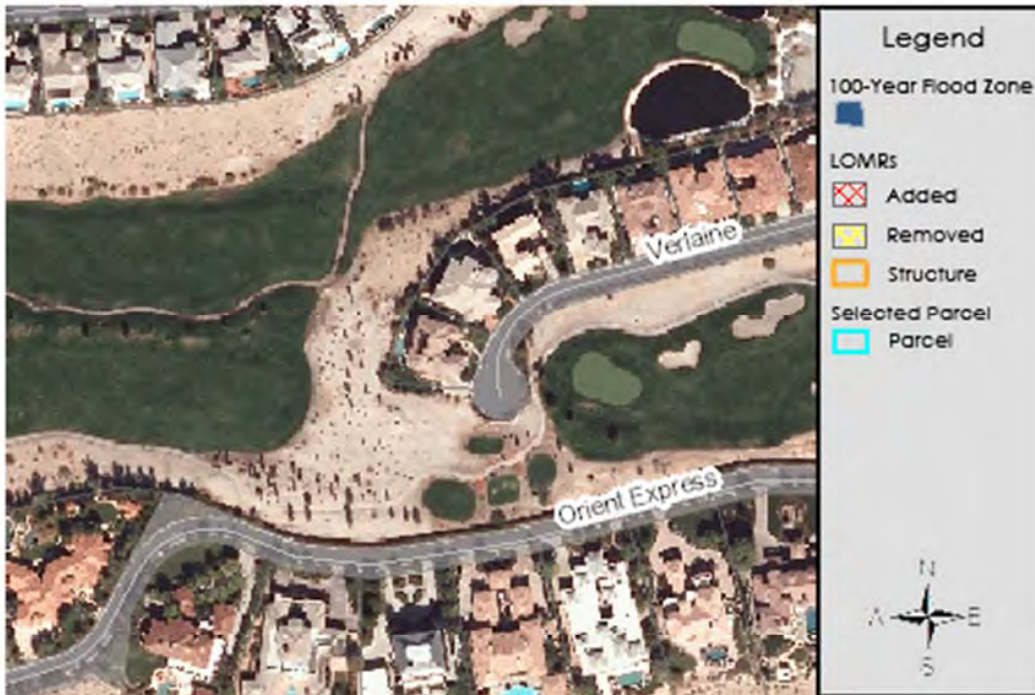 Legend
100-Year Flood Zone
LOMRs
Added
Removed
Structure
Selected Parcel
Parcel
Verlaine
Orient Express
N
E
S